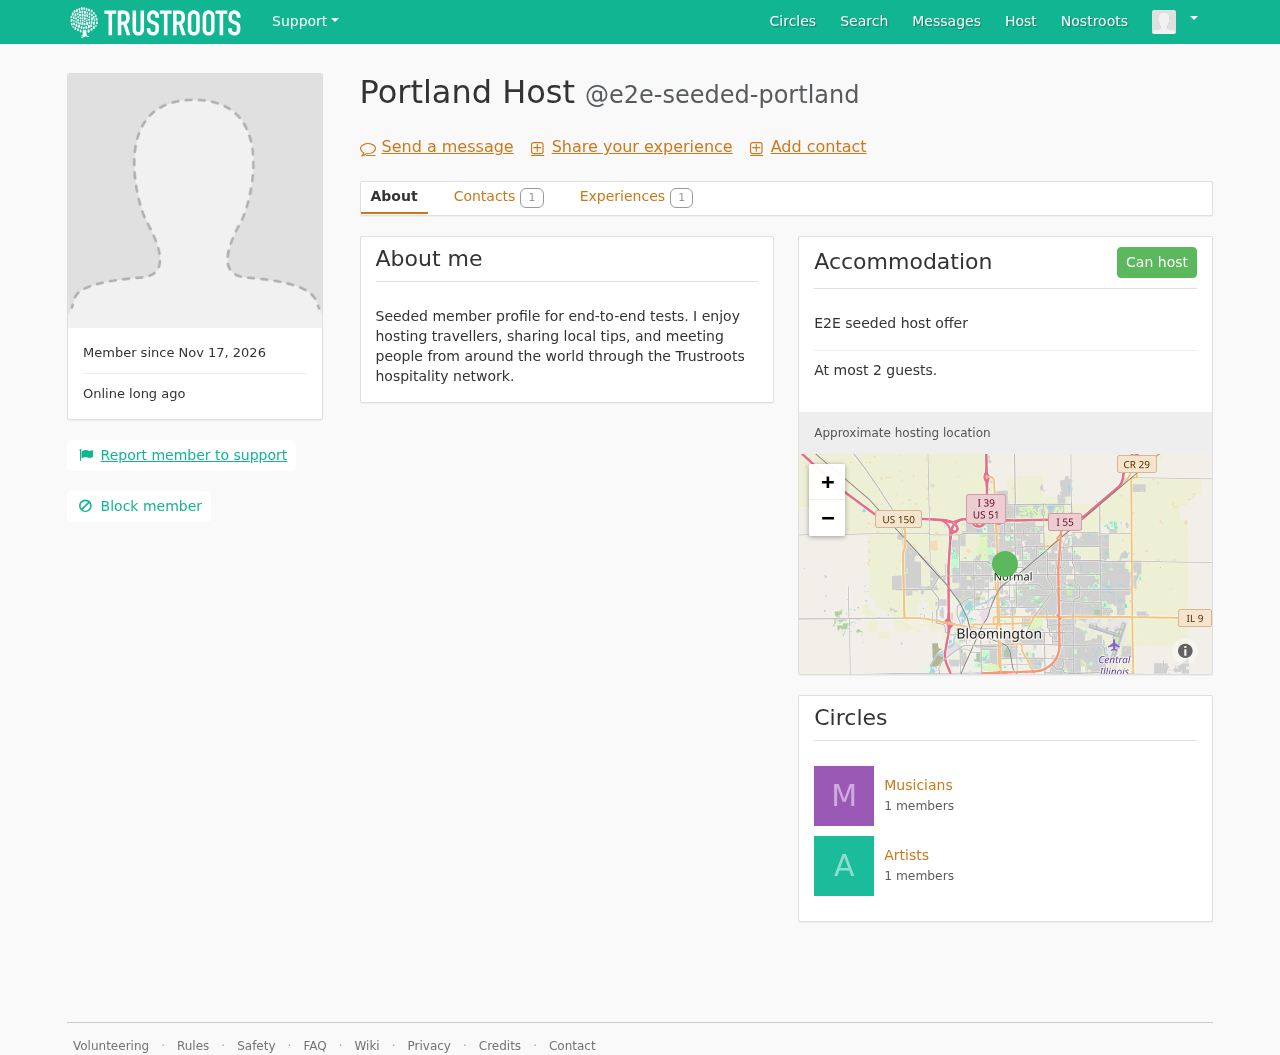 TRUSTROOTS
Support
Circles
Search
Messages
Host
Nostroots
Portland Host @e2e-seeded-portland
Send a message
Share your experience
Add contact
About
Contacts 1
Experiences 1
Member since Nov 17, 2026
Online long ago
Report member to support
Block member
About me
Seeded member profile for end-to-end tests. I enjoy
hosting travellers, sharing local tips, and meeting
people from around the world through the Trustroots
hospitality network.
Accommodation
Can host
E2E seeded host offer
At most 2 guests.
Approximate hosting location
+
−
CR 29
I 39
US 51
US 150
I 55
Normal
Bloomington
IL 9
Central
Illinois
Circles
M
Musicians
1 members
A
Artists
1 members
Volunteering · Rules · Safety · FAQ · Wiki · Privacy · Credits · Contact